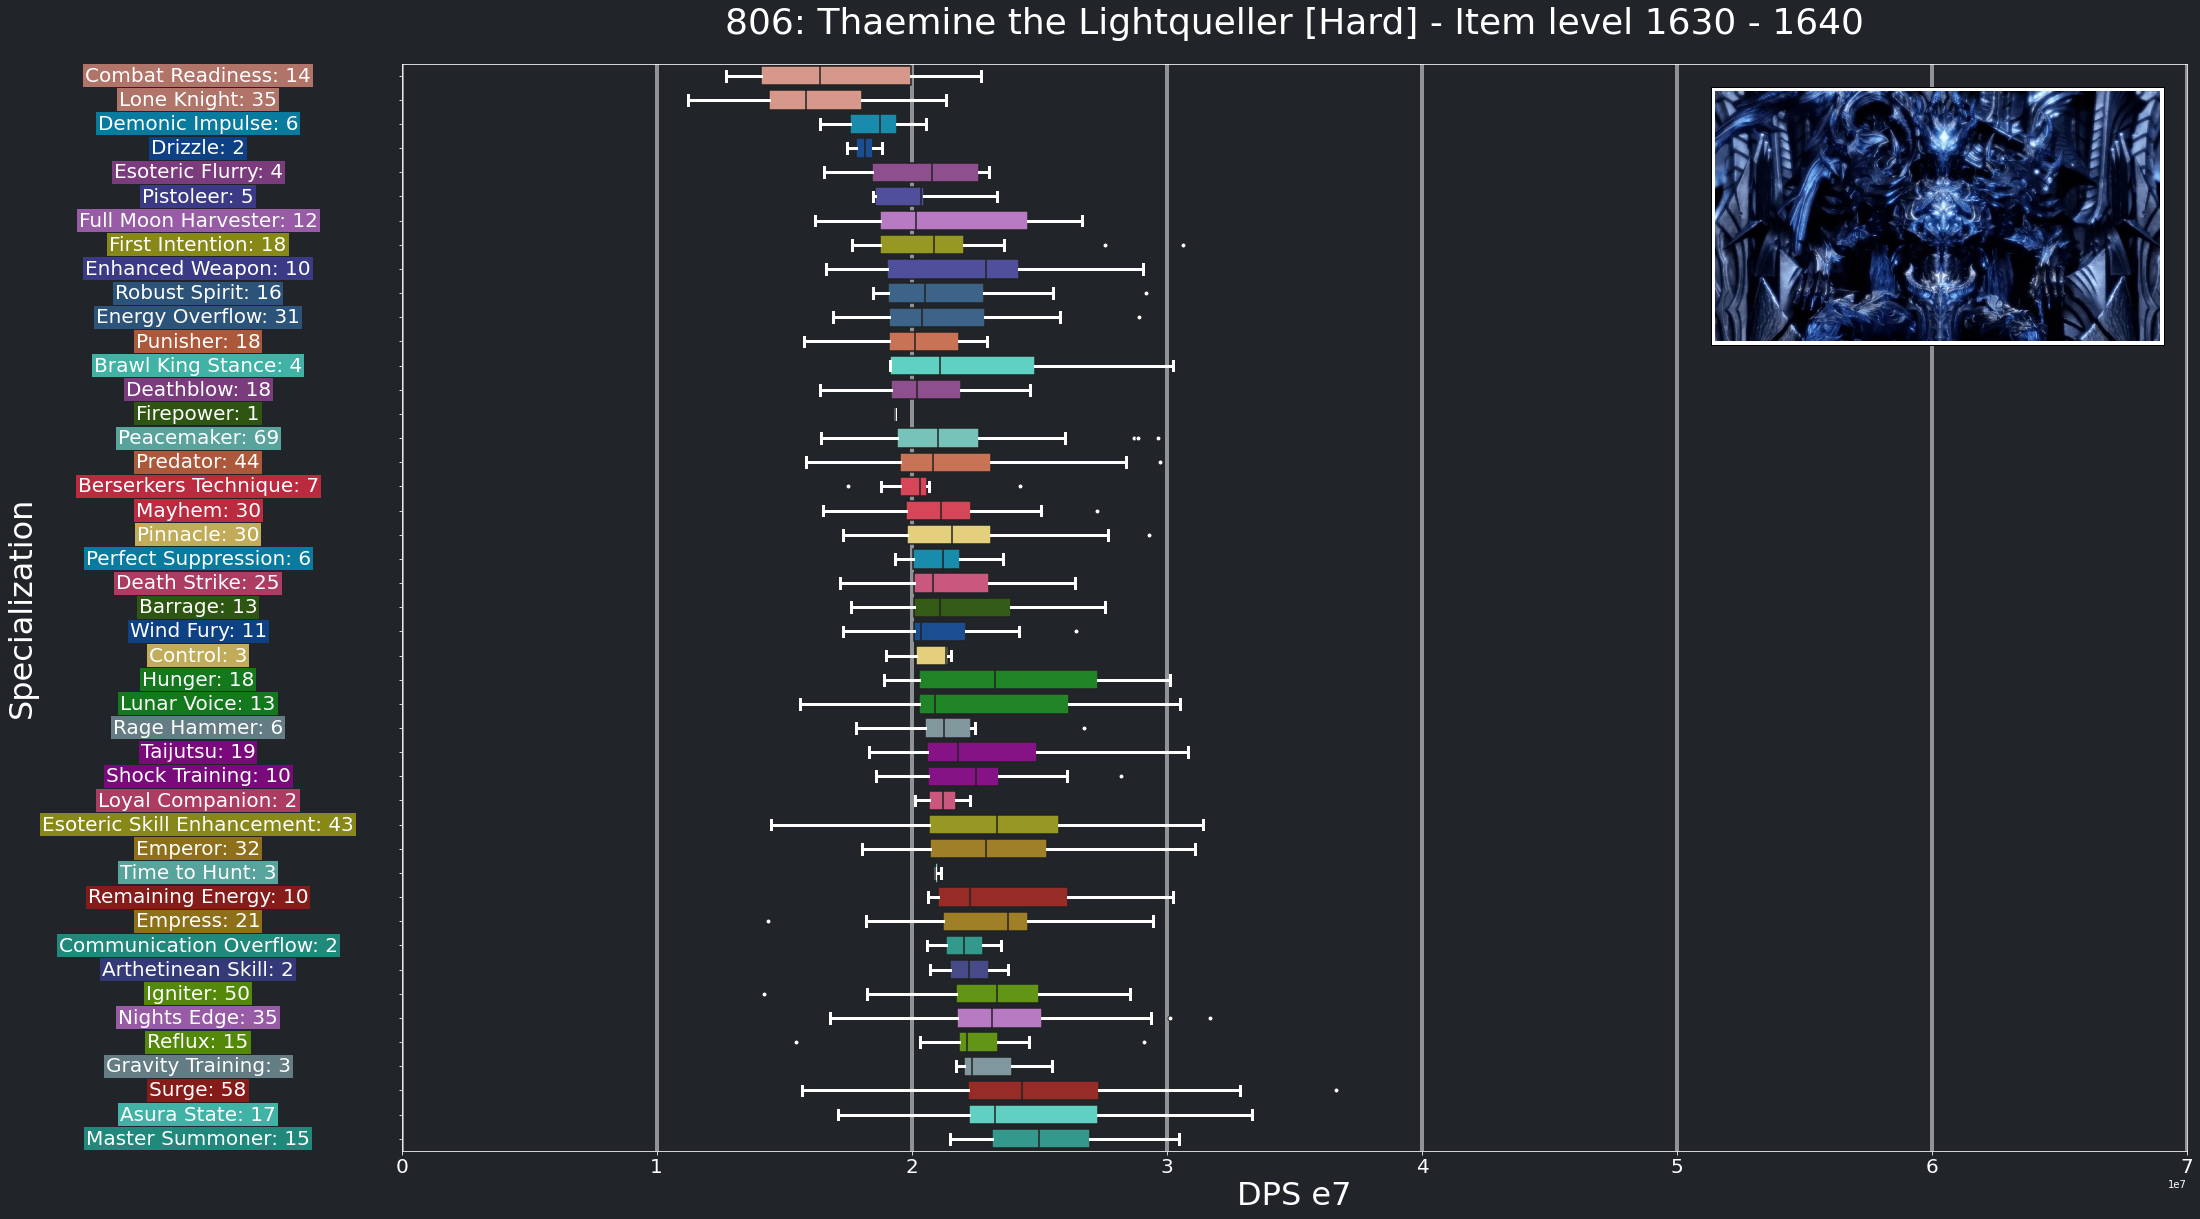 806: Thaemine the Lightqueller [Hard] - Item level 1630 - 1640
Specialization
Combat Readiness: 14
Lone Knight: 35
Demonic Impulse: 6
Drizzle: 2
Esoteric Flurry: 4
Pistoleer: 5
Full Moon Harvester: 12
First Intention: 18
Enhanced Weapon: 10
Robust Spirit: 16
Energy Overflow: 31
Punisher: 18
Brawl King Stance: 4
Deathblow: 18
Firepower: 1
Peacemaker: 69
Predator: 44
Berserkers Technique: 7
Mayhem: 30
Pinnacle: 30
Perfect Suppression: 6
Death Strike: 25
Barrage: 13
Wind Fury: 11
Control: 3
Hunger: 18
Lunar Voice: 13
Rage Hammer: 6
Taijutsu: 19
Shock Training: 10
Loyal Companion: 2
Esoteric Skill Enhancement: 43
Emperor: 32
Time to Hunt: 3
Remaining Energy: 10
Empress: 21
Communication Overflow: 2
Arthetinean Skill: 2
Igniter: 50
Nights Edge: 35
Reflux: 15
Gravity Training: 3
Surge: 58
Asura State: 17
Master Summoner: 15
0 1 2 3 4 5 6 7
1e7
DPS e7